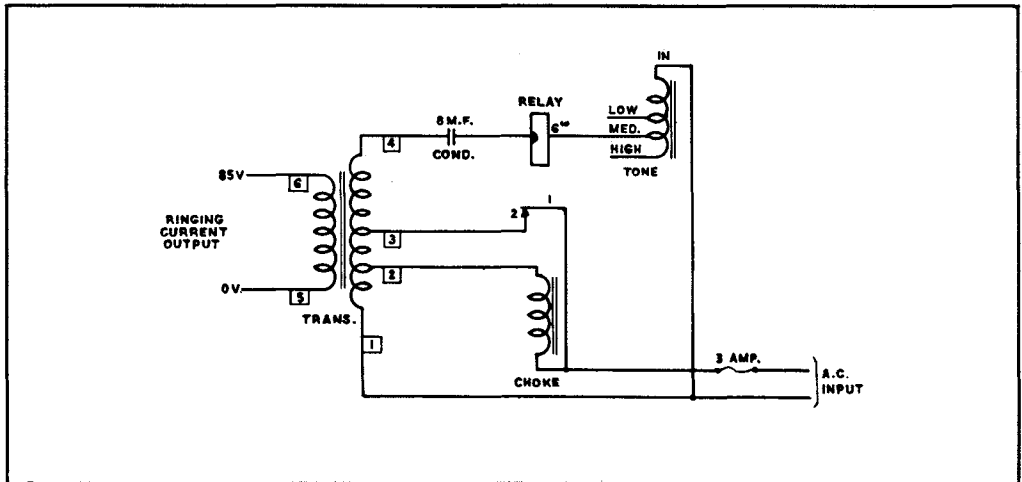 IN
RELAY
8 M.F.
LOW
6ω
4
MED.
COND.
HIGH
TONE
85V
6
1
2
RINGING
CURRENT
OUTPUT
3
2
0V.
5
TRANS.
1
3 AMP.
CHOKE
A.C.
INPUT